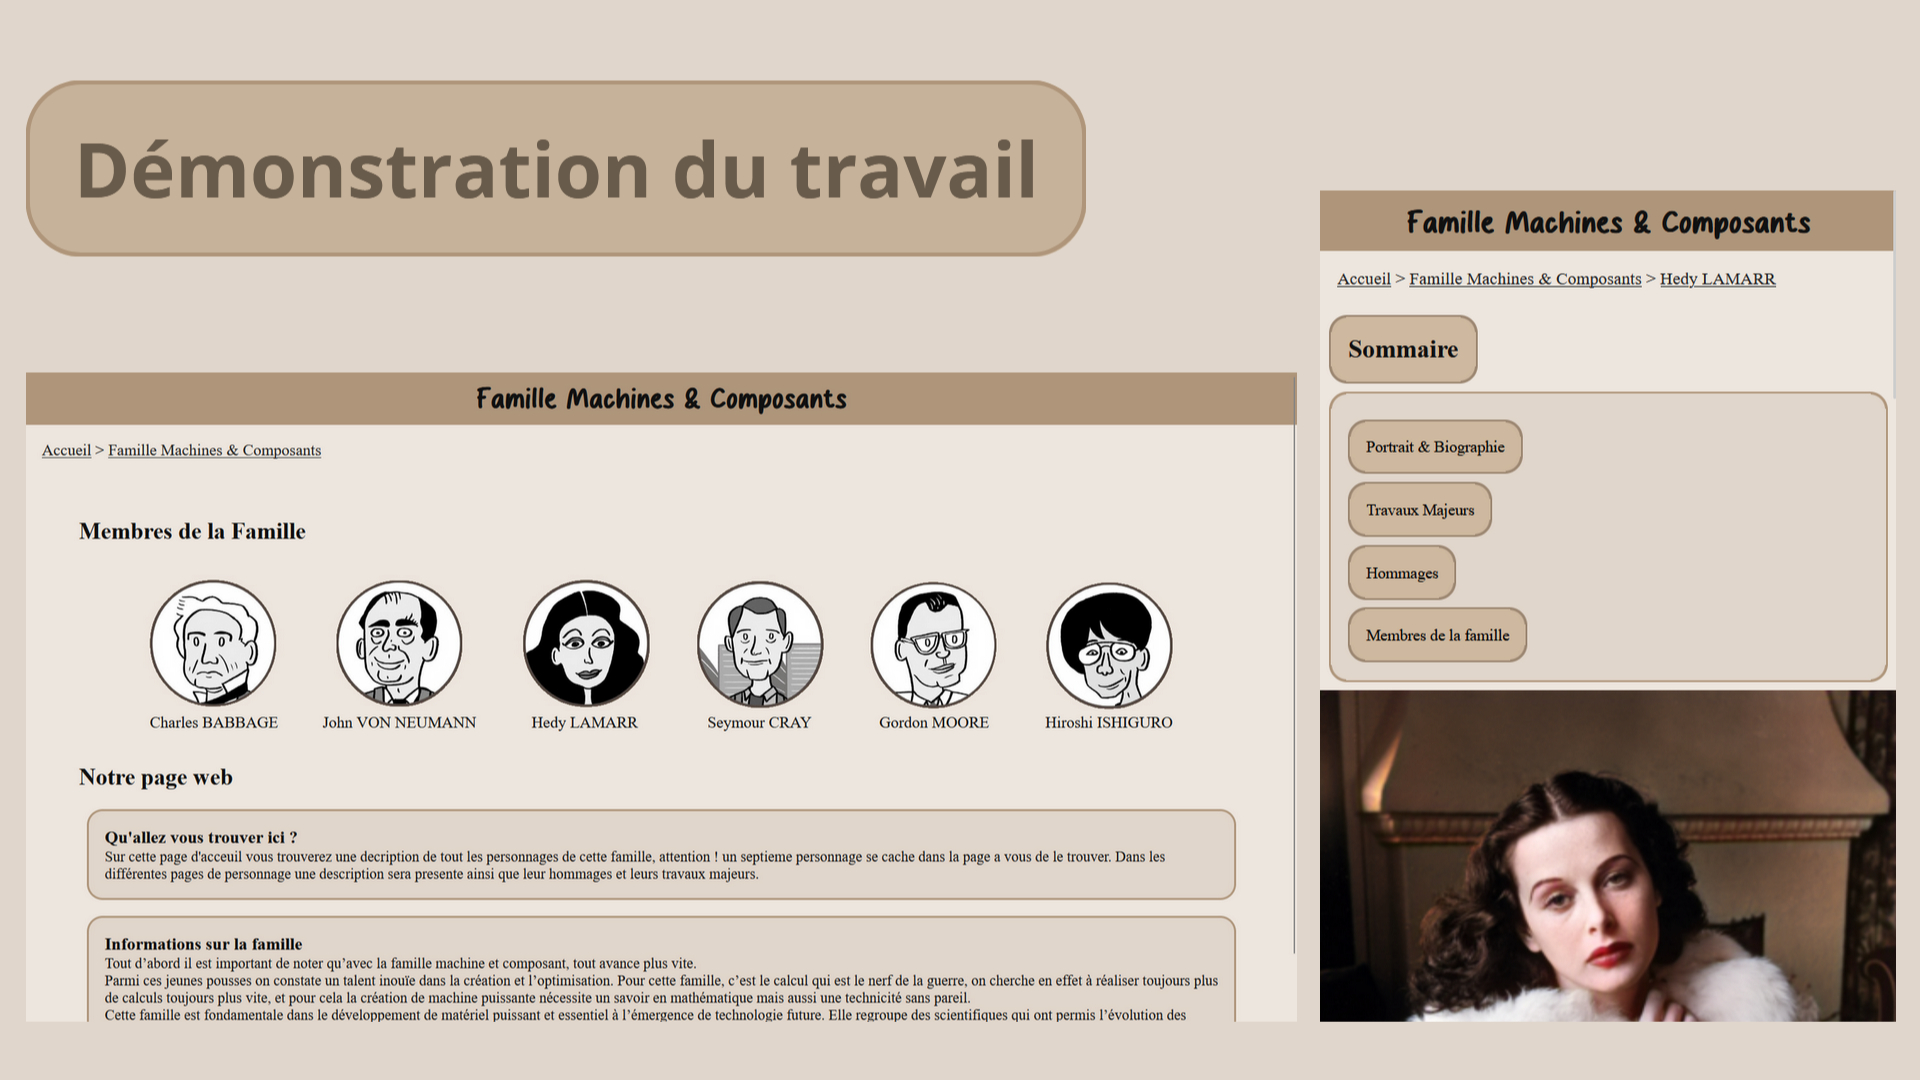 Démonstration du travail
Famille Machines & Composants
Accueil > Famille Machines & Composants
Membres de la Famille
Charles BABBAGE
John VON NEUMANN
Hedy LAMARR
Seymour CRAY
Gordon MOORE
Hiroshi ISHIGURO
Notre page web
Qu'allez vous trouver ici ?
Sur cette page d'acceuil vous trouverez une decription de tout les personnages de cette famille, attention ! un septieme personnage se cache dans la page a vous de le trouver. Dans les
différentes pages de personnage une description sera presente ainsi que leur hommages et leurs travaux majeurs.
Informations sur la famille
Tout d’abord il est important de noter qu’avec la famille machine et composant, tout avance plus vite.
Parmi ces jeunes pousses on constate un talent inouïe dans la création et l’optimisation. Pour cette famille, c’est le calcul qui est le nerf de la guerre, on cherche en effet à réaliser toujours plus
de calculs toujours plus vite, et pour cela la création de machine puissante nécessite un savoir en mathématique mais aussi une technicité sans pareil.
Cette famille est fondamentale dans le développement de matériel puissant et essentiel à l’émergence de technologie future. Elle regroupe des scientifiques qui ont permis l’évolution des
Famille Machines & Composants
Accueil > Famille Machines & Composants > Hedy LAMARR
Sommaire
Portrait & Biographie
Travaux Majeurs
Hommages
Membres de la famille